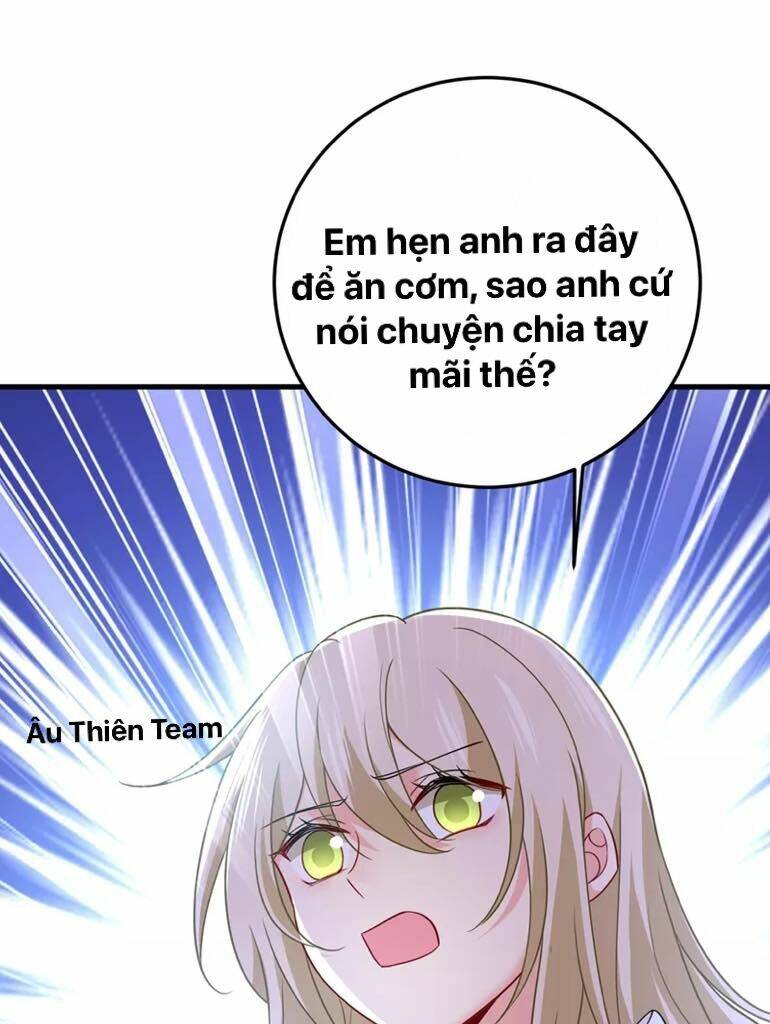 Em hẹn anh ra đây
để ăn cơm, sao anh cứ
nói chuyện chia tay
mãi thế?
Âu Thiên Team